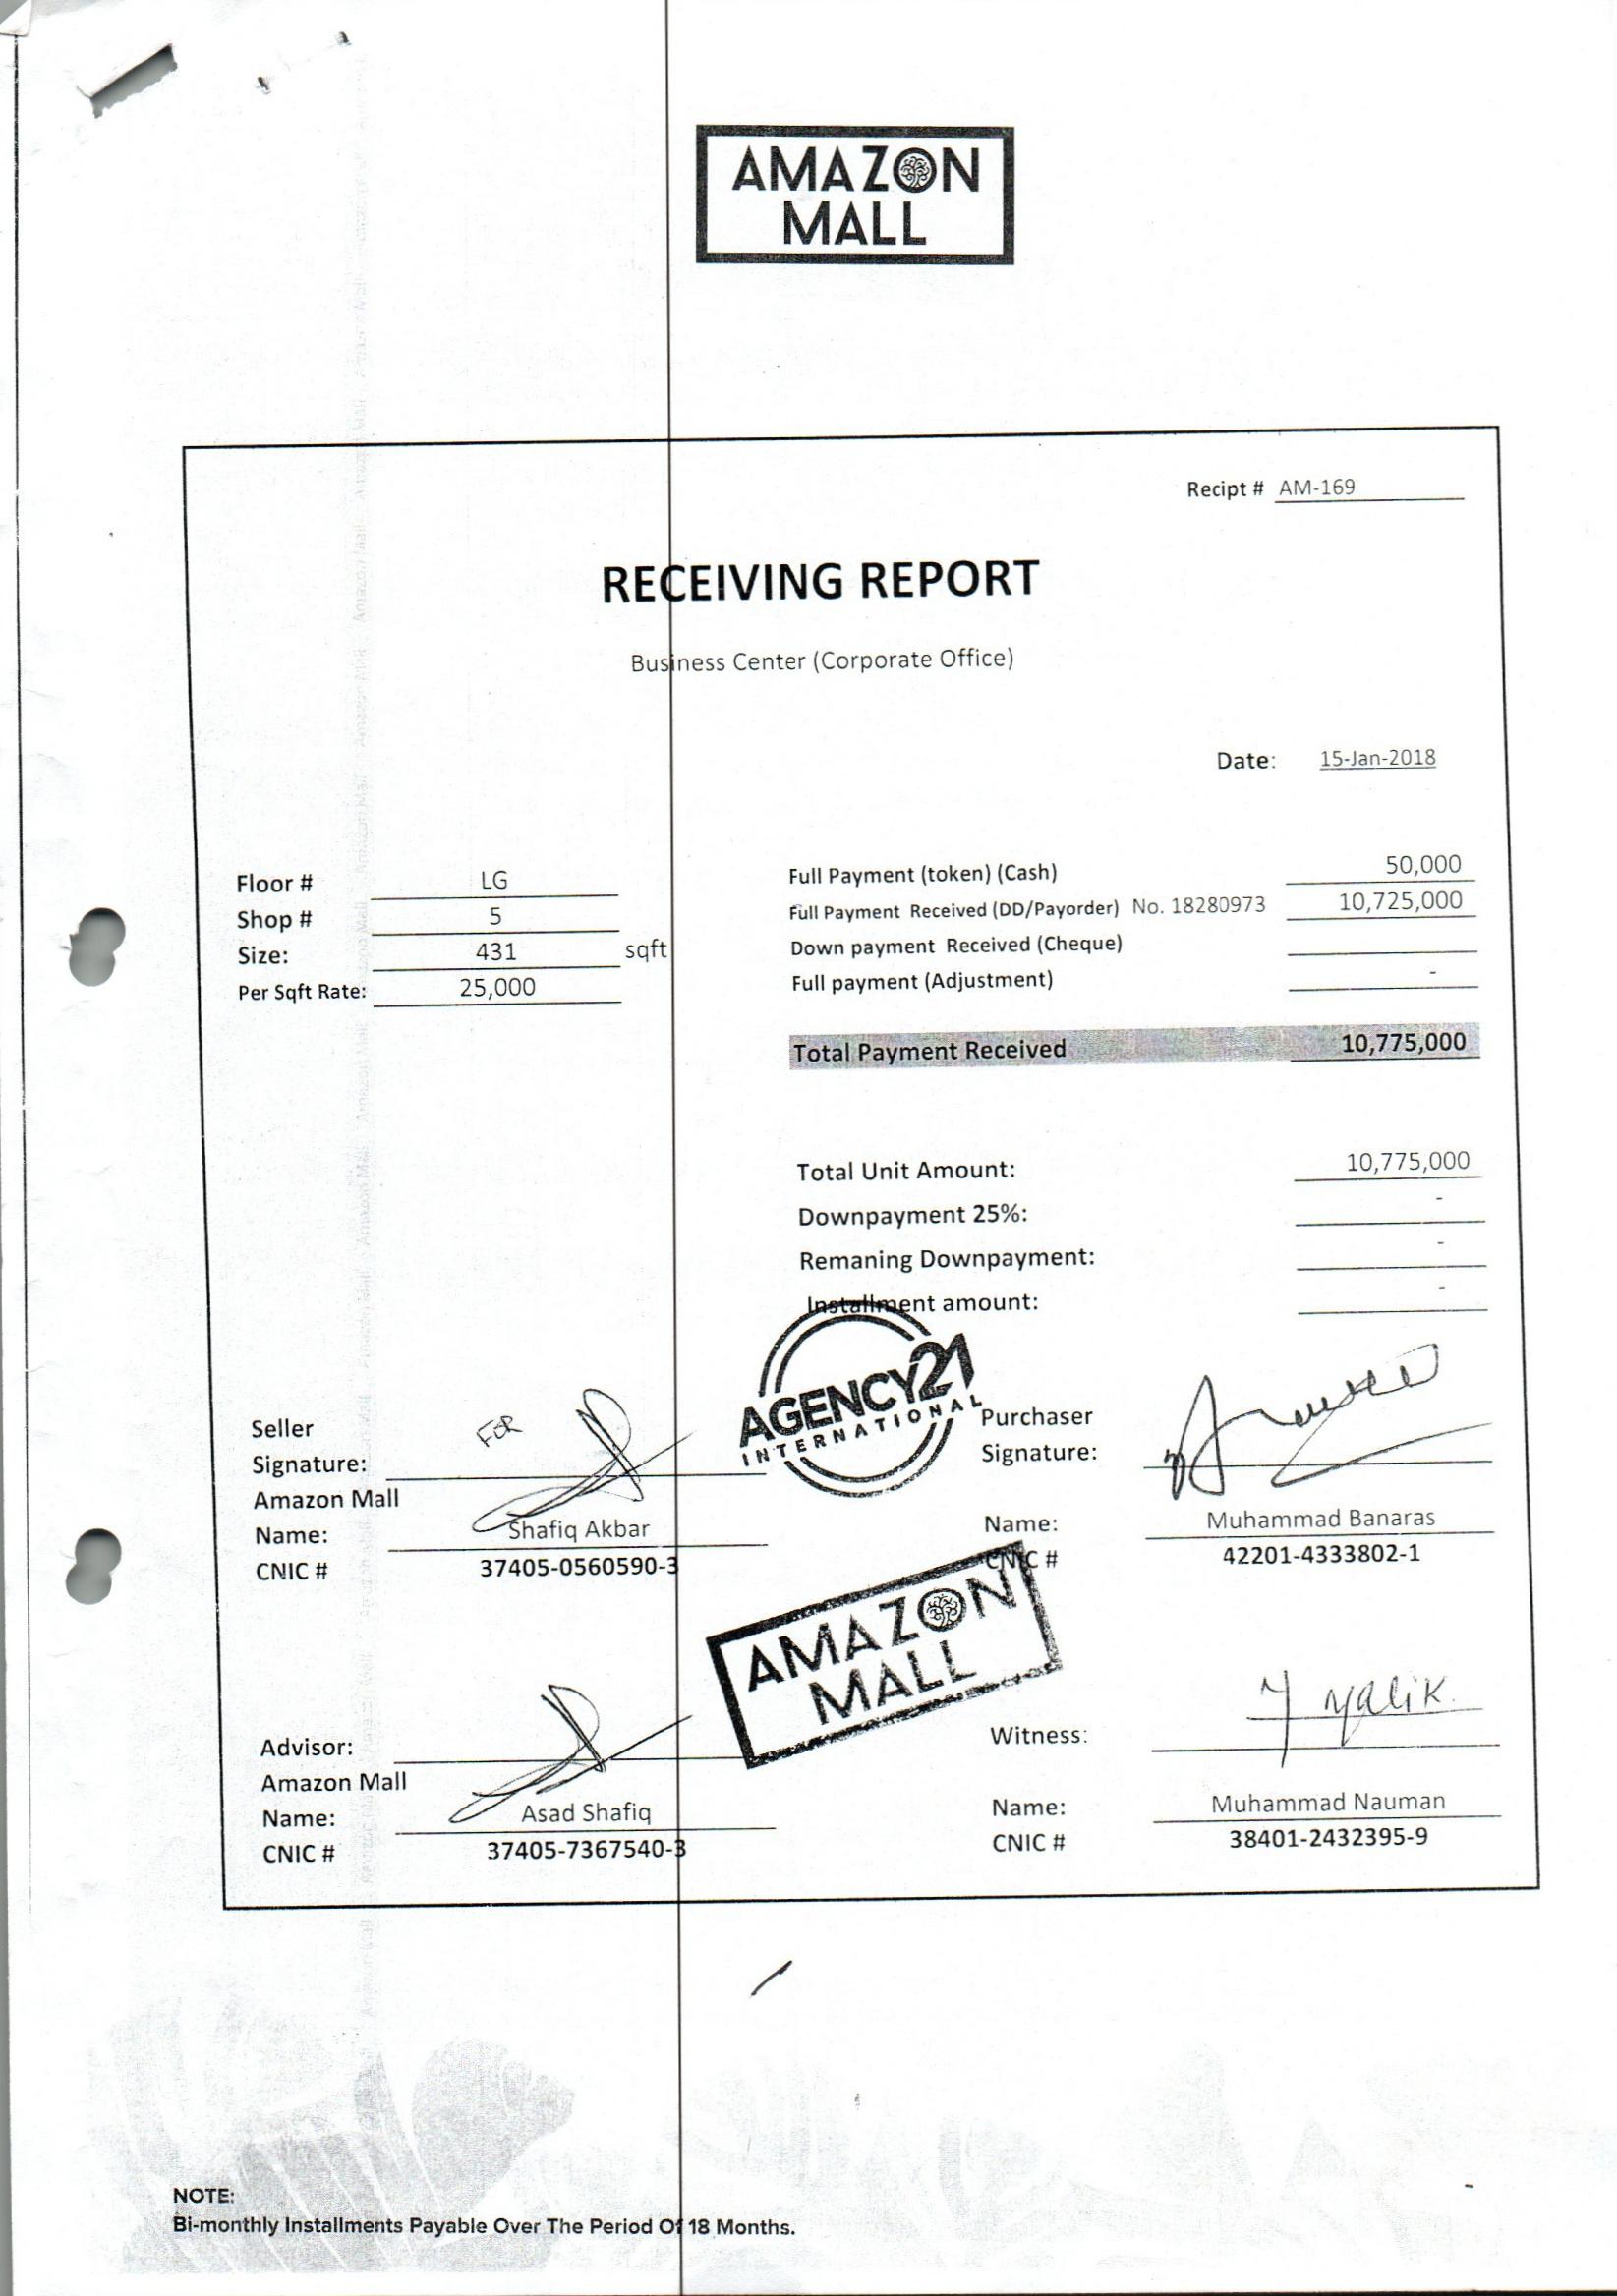 AMAZON
MALL
Recipt # AM-169
RECEIVING REPORT
Business Center (Corporate Office)
Date: 15-Jan-2018
Floor # LG
Shop # 5
Size: 431 sqft
Per Sqft Rate: 25,000
Full Payment (token) (Cash) 50,000
Full Payment Received (DD/Payorder) No. 18280973 10,725,000
Down payment Received (Cheque)
Full payment (Adjustment) -
Total Payment Received 10,775,000
Total Unit Amount: 10,775,000
Downpayment 25%: -
Remaning Downpayment: -
Installment amount: -
AGENCY21
INTERNATIONAL
Seller
Signature: FOR
Amazon Mall
Name: Shafiq Akbar
CNIC # 37405-0560590-3
Purchaser
Signature:
Name: Muhammad Banaras
CNIC # 42201-4333802-1
AMAZON
MALL
Advisor:
Amazon Mall
Name: Asad Shafiq
CNIC # 37405-7367540-3
Witness:
Name: Muhammad Nauman
CNIC # 38401-2432395-9
NOTE:
Bi-monthly Installments Payable Over The Period Of 18 Months.